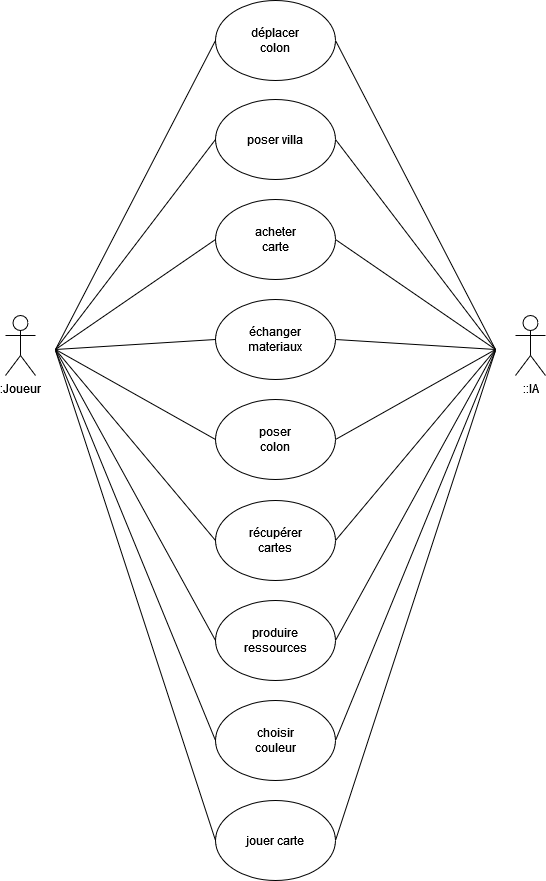 déplacer
colon
poser villa
acheter
carte
échanger
materiaux
:Joueur
::IA
poser
colon
récupérer
cartes
produire
ressources
choisir
couleur
jouer carte